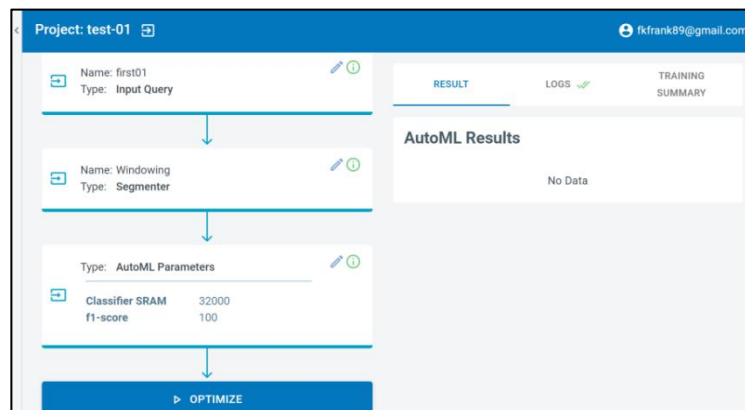 Project: test-01
fkfrank89@gmail.com
Name: first01
Type: Input Query
Name: Windowing
Type: Segmenter
Type: AutoML Parameters
Classifier SRAM 32000
f1-score 100
OPTIMIZE
RESULT
LOGS
TRAINING
SUMMARY
AutoML Results
No Data